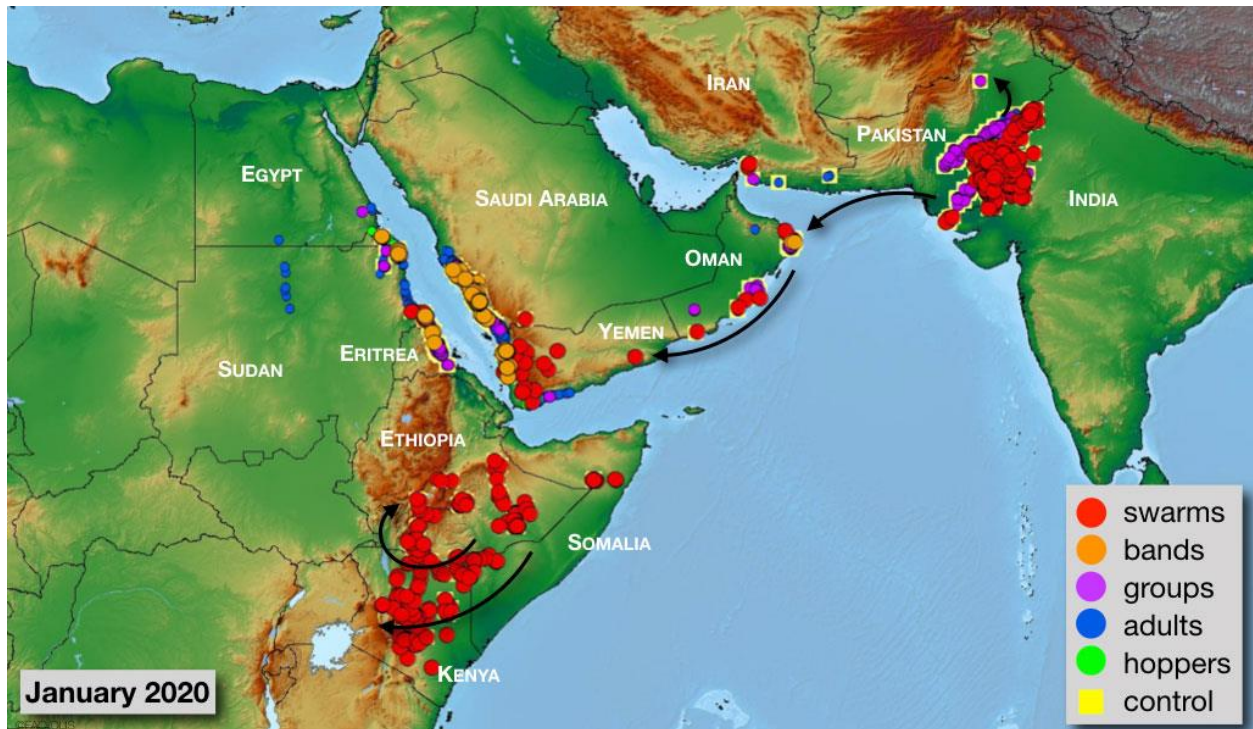 IRAN
PAKISTAN
EGYPT
SAUDI ARABIA
INDIA
OMAN
YEMEN
ERITREA
SUDAN
ETHIOPIA
SOMALIA
KENYA
January 2020
swarms
bands
groups
adults
hoppers
control